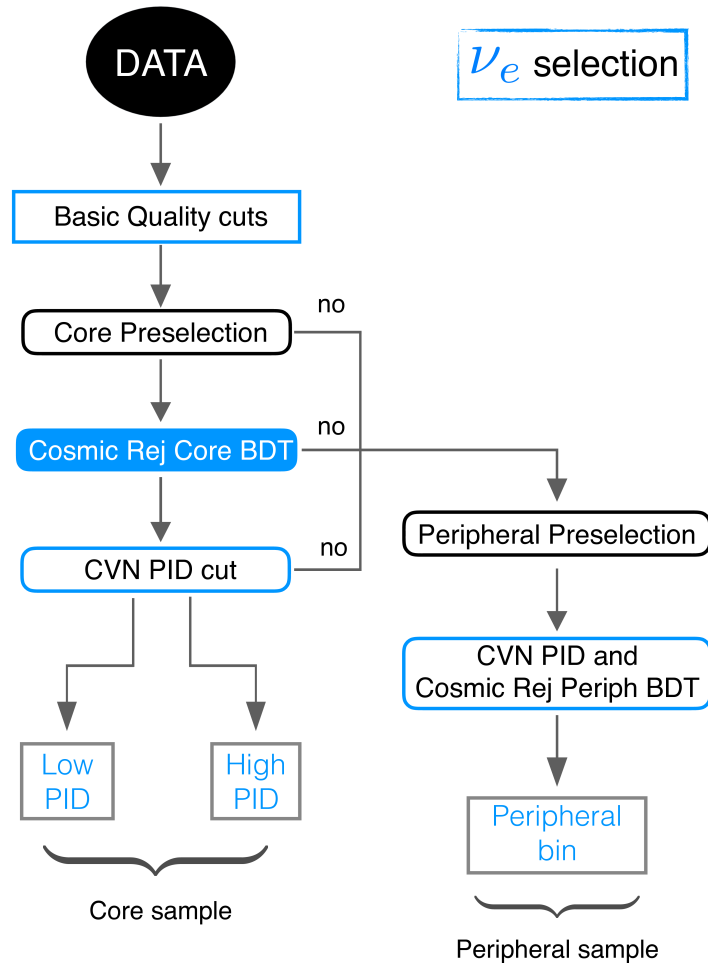 DATA
ν_e selection
Basic Quality cuts
no
Core Preselection
no
Cosmic Rej Core BDT
no
CVN PID cut
Peripheral Preselection
CVN PID and
Cosmic Rej Periph BDT
Low
PID
High
PID
Peripheral
bin
Core sample
Peripheral sample